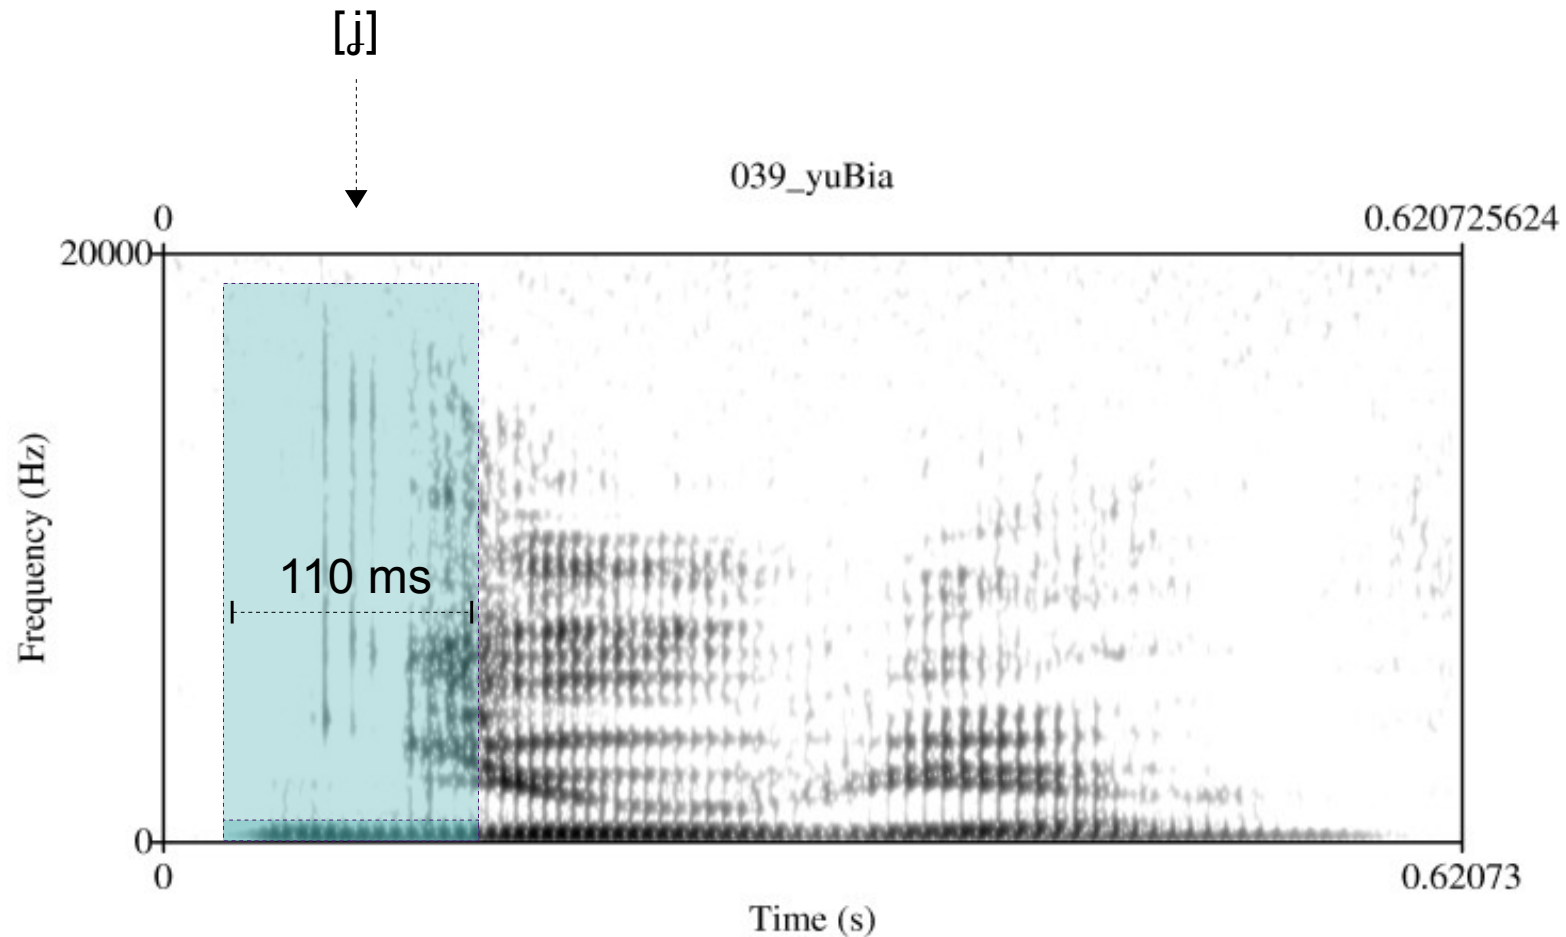 [ʝ]
039_yuBia
0 0.620725624
20000
Frequency (Hz)
110 ms
0
0 0.62073
Time (s)